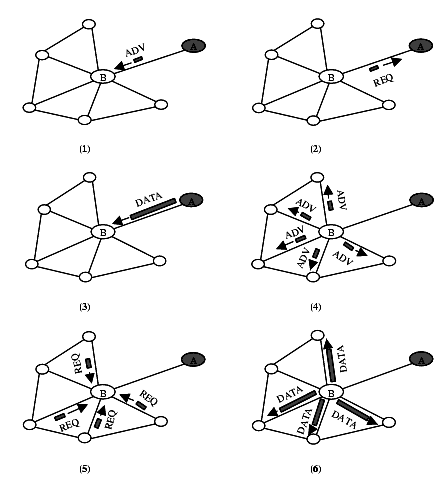 ADV
A
B
(1)
A
B
REQ
(2)
DATA
A
B
(3)
ADV
ADV
A
ADV
B
ADV
ADV
(4)
REQ
A
B
REQ
REQ
REQ
(5)
DATA
A
B
DATA
DATA
DATA
(6)